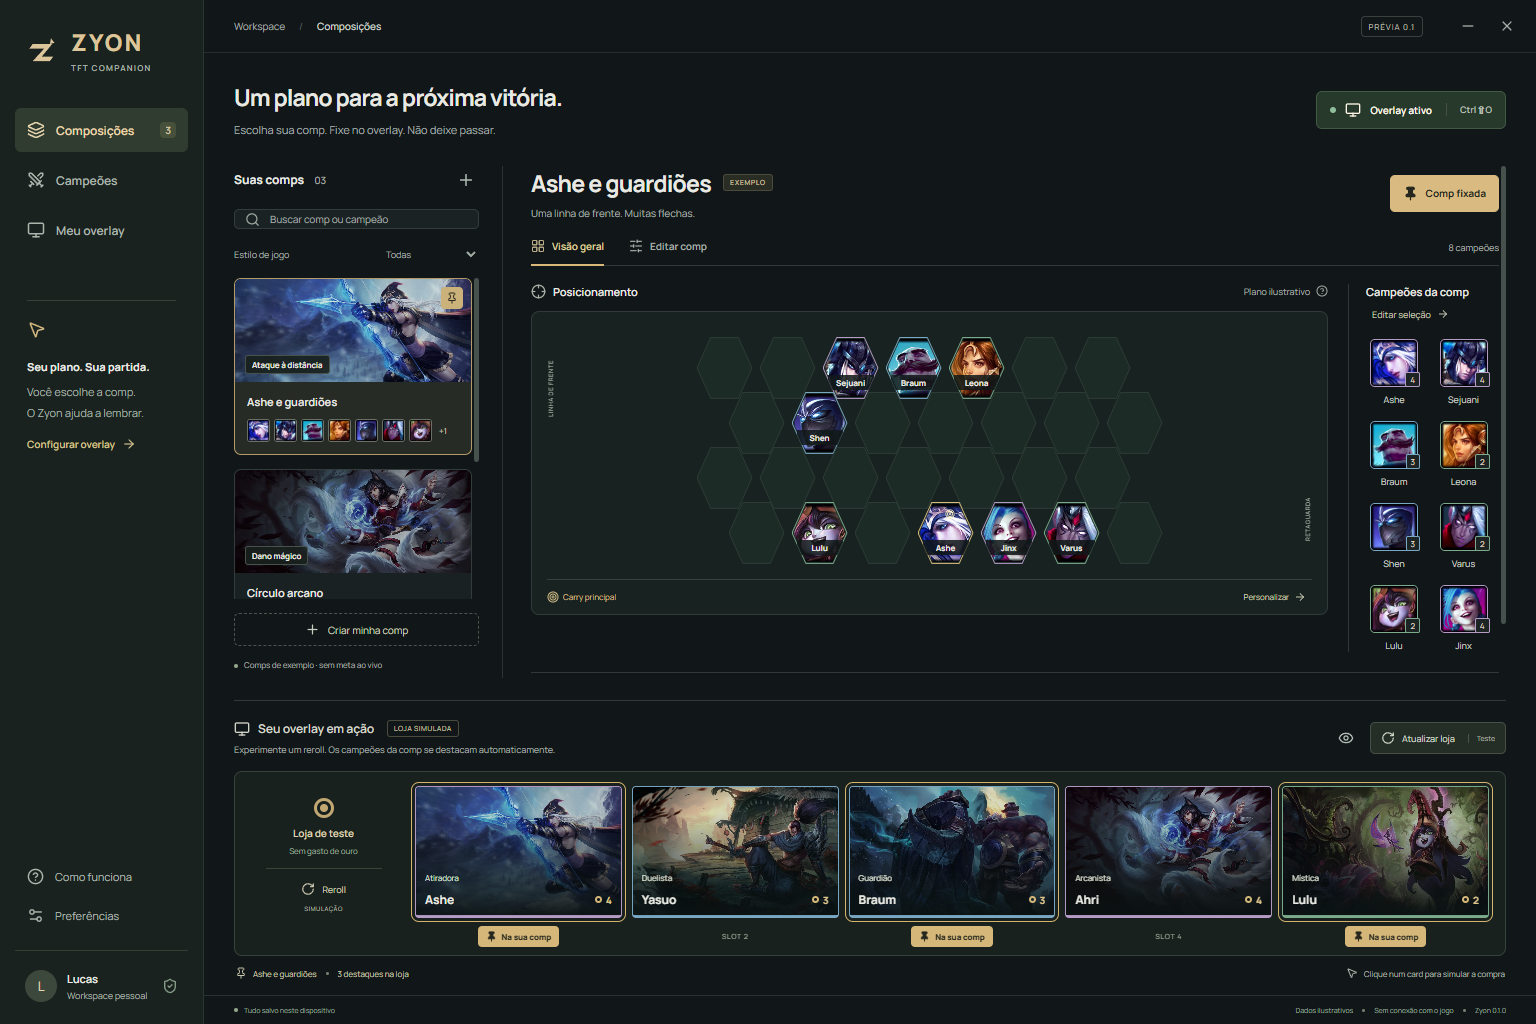 ZYON
TFT COMPANION
Composições 3
Campeões
Meu overlay
Seu plano. Sua partida.
Você escolhe a comp.
O Zyon ajuda a lembrar.
Configurar overlay
Como funciona
Preferências
L
Lucas
Workspace pessoal
Workspace / Composições
PRÉVIA 0.1
Um plano para a próxima vitória.
Escolha sua comp. Fixe no overlay. Não deixe passar.
Overlay ativo
Ctrl⇧O
Suas comps 03
Buscar comp ou campeão
Estilo de jogo Todas
Ataque à distância
Ashe e guardiões
+1
Dano mágico
Círculo arcano
Criar minha comp
Comps de exemplo · sem meta ao vivo
Ashe e guardiões EXEMPLO
Uma linha de frente. Muitas flechas.
Comp fixada
Visão geral
Editar comp
8 campeões
Posicionamento
Plano ilustrativo
LINHA DE FRENTE
Sejuani
Braum
Leona
Shen
Lulu
Ashe
Jinx
Varus
RETAGUARDA
Carry principal
Personalizar
Campeões da comp
Editar seleção
4 4
Ashe Sejuani
3 2
Braum Leona
3 2
Shen Varus
2 4
Lulu Jinx
Seu overlay em ação LOJA SIMULADA
Experimente um reroll. Os campeões da comp se destacam automaticamente.
Atualizar loja Teste
Loja de teste
Sem gasto de ouro
Reroll
SIMULAÇÃO
Atiradora
Ashe 4
Na sua comp
Duelista
Yasuo 3
SLOT 2
Guardião
Braum 3
Na sua comp
Arcanista
Ahri 4
SLOT 4
Mística
Lulu 2
Na sua comp
Ashe e guardiões • 3 destaques na loja
Clique num card para simular a compra
Tudo salvo neste dispositivo
Dados ilustrativos • Sem conexão com o jogo • Zyon 0.1.0